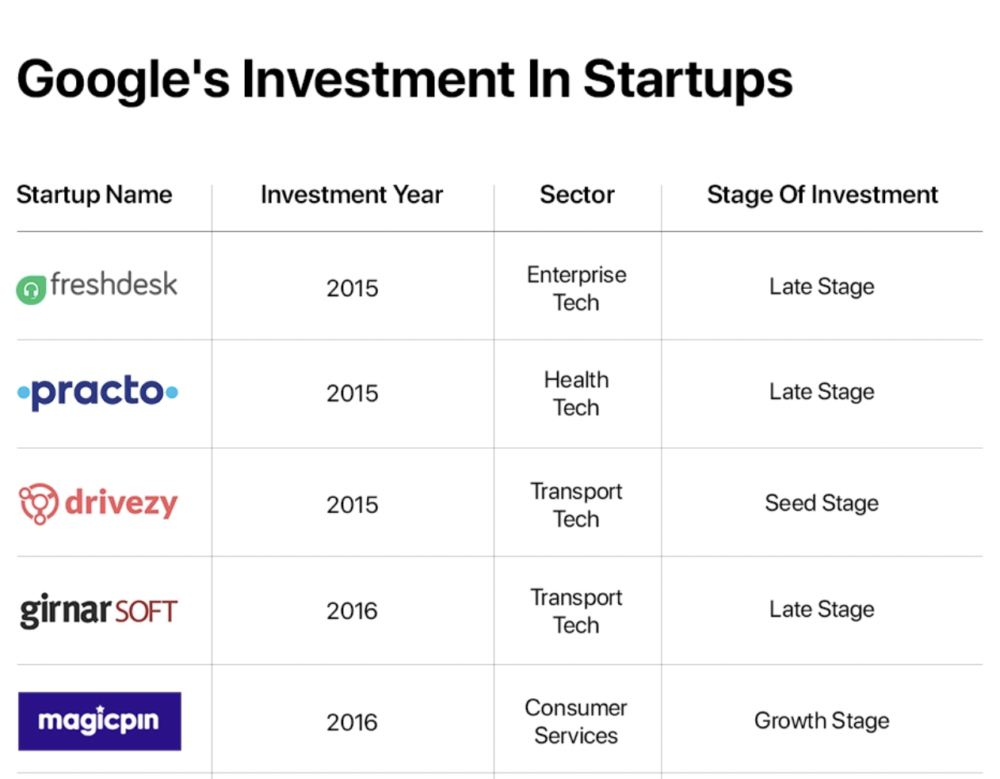 Google's Investment In Startups
Startup Name Investment Year Sector Stage Of Investment
freshdesk 2015 Enterprise Tech Late Stage
practo 2015 Health Tech Late Stage
drivezy 2015 Transport Tech Seed Stage
girnarSOFT 2016 Transport Tech Late Stage
magicpin 2016 Consumer Services Growth Stage